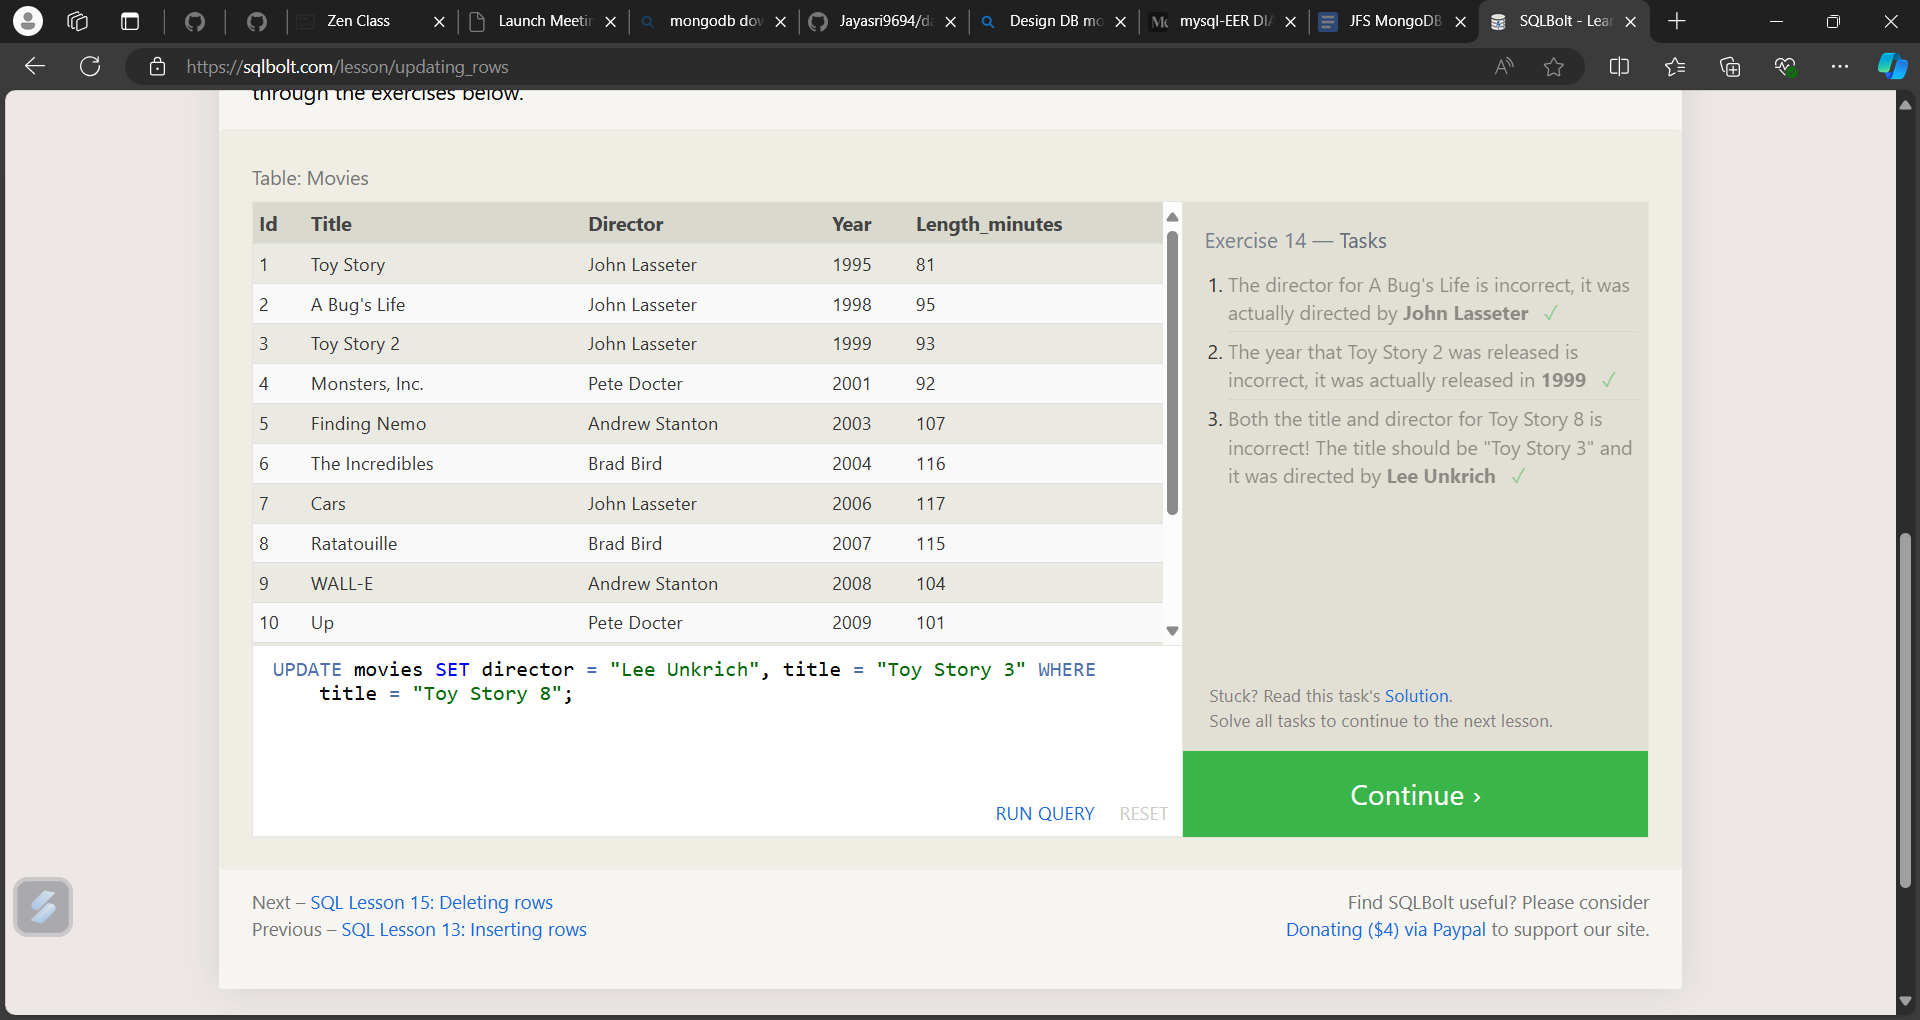 Zen Class
Launch Meetin
mongodb dow
Jayasri9694/da
Design DB mo
mysql-EER DIA
JFS MongoDB
SQLBolt - Lear
https://sqlbolt.com/lesson/updating_rows
through the exercises below.
Table: Movies
Id Title Director Year Length_minutes
1 Toy Story John Lasseter 1995 81
2 A Bug's Life John Lasseter 1998 95
3 Toy Story 2 John Lasseter 1999 93
4 Monsters, Inc. Pete Docter 2001 92
5 Finding Nemo Andrew Stanton 2003 107
6 The Incredibles Brad Bird 2004 116
7 Cars John Lasseter 2006 117
8 Ratatouille Brad Bird 2007 115
9 WALL-E Andrew Stanton 2008 104
10 Up Pete Docter 2009 101
UPDATE movies SET director = "Lee Unkrich", title = "Toy Story 3" WHERE
title = "Toy Story 8";
RUN QUERY RESET
Exercise 14 — Tasks
1. The director for A Bug's Life is incorrect, it was
actually directed by John Lasseter ✓
2. The year that Toy Story 2 was released is
incorrect, it was actually released in 1999 ✓
3. Both the title and director for Toy Story 8 is
incorrect! The title should be "Toy Story 3" and
it was directed by Lee Unkrich ✓
Stuck? Read this task's Solution.
Solve all tasks to continue to the next lesson.
Continue ›
Next – SQL Lesson 15: Deleting rows
Previous – SQL Lesson 13: Inserting rows
Find SQLBolt useful? Please consider
Donating ($4) via Paypal to support our site.